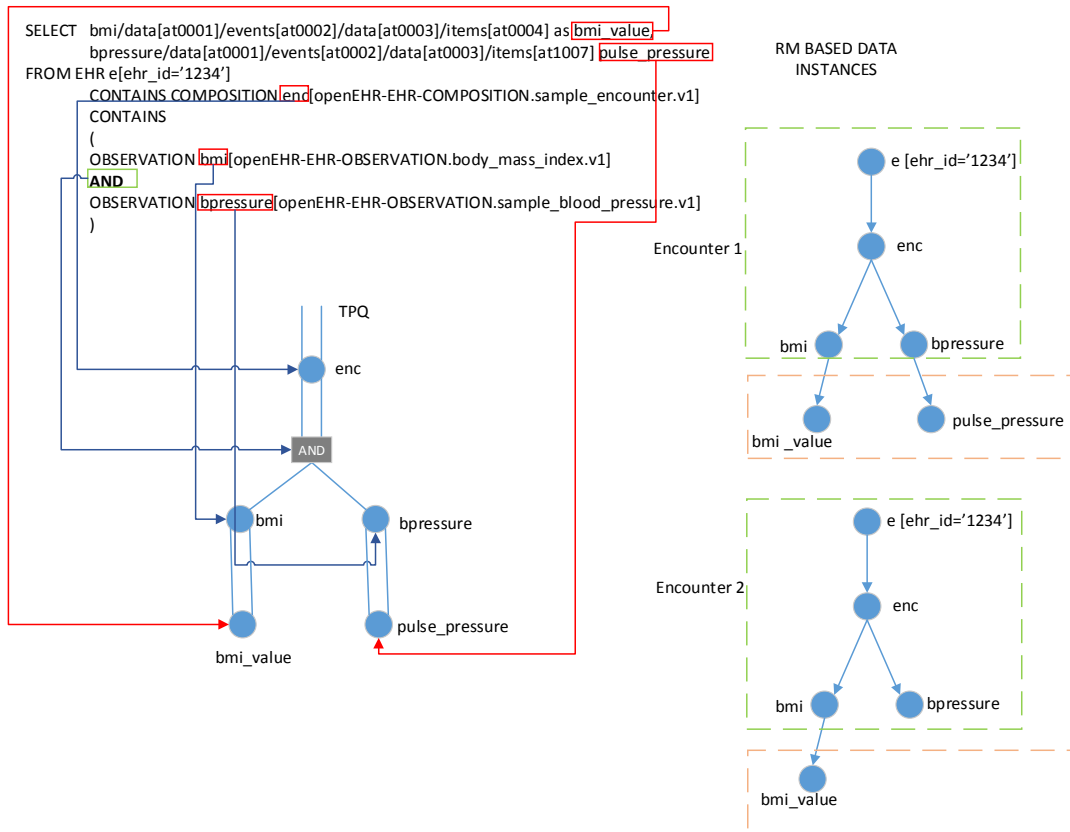 SELECT bmi/data[at0001]/events[at0002]/data[at0003]/items[at0004] as bmi_value,
bpressure/data[at0001]/events[at0002]/data[at0003]/items[at1007] pulse_pressure
FROM EHR e[ehr_id=’1234’]
CONTAINS COMPOSITION enc[openEHR-EHR-COMPOSITION.sample_encounter.v1]
CONTAINS
(
OBSERVATION bmi[openEHR-EHR-OBSERVATION.body_mass_index.v1]
AND
OBSERVATION bpressure[openEHR-EHR-OBSERVATION.sample_blood_pressure.v1]
)
TPQ
enc
AND
bmi
bpressure
pulse_pressure
bmi_value
RM BASED DATA
INSTANCES
e [ehr_id=’1234’]
Encounter 1
enc
bmi
bpressure
bmi _value
pulse_pressure
e [ehr_id=’1234’]
Encounter 2
enc
bmi
bpressure
bmi_value